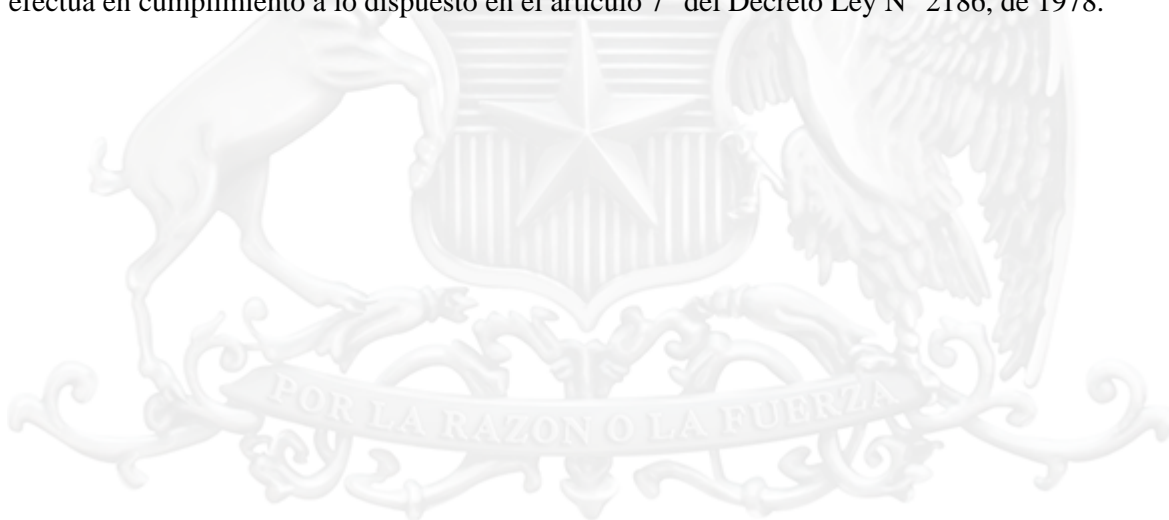 efectúa en cumplimiento a lo dispuesto en el artículo 7° del Decreto Ley N° 2186, de 1978.
POR LA RAZON O LA FUERZA